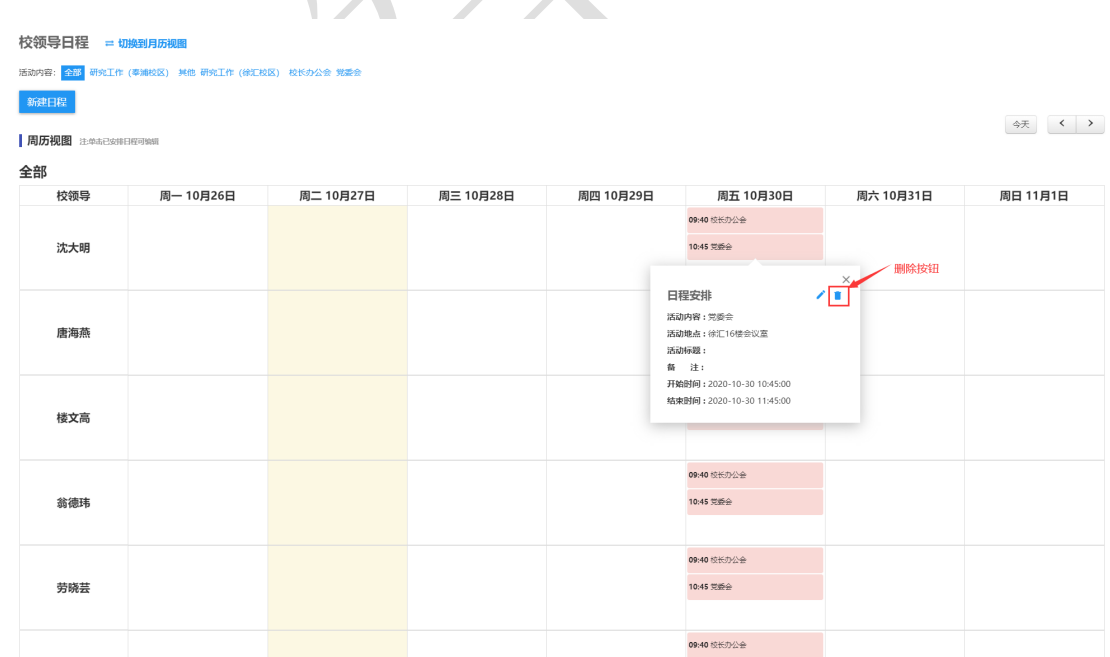 校领导日程 ⇌ 切换到月历视图
活动内容： 全部 研究工作（奉浦校区） 其他 研究工作（徐汇校区） 校长办公会 党委会
新建日程
今天 < >
周历视图 注:单击已安排日程可编辑
全部
校领导 周一 10月26日 周二 10月27日 周三 10月28日 周四 10月29日 周五 10月30日 周六 10月31日 周日 11月1日
09:40 校长办公会
沈大明 10:45 党委会
删除按钮
×
日程安排
活动内容：党委会
活动地点：徐汇16楼会议室
唐海燕
活动标题：
备 注：
开始时间：2020-10-30 10:45:00
结束时间：2020-10-30 11:45:00
楼文高
09:40 校长办公会
翁德玮 10:45 党委会
09:40 校长办公会
劳晓芸 10:45 党委会
09:40 校长办公会